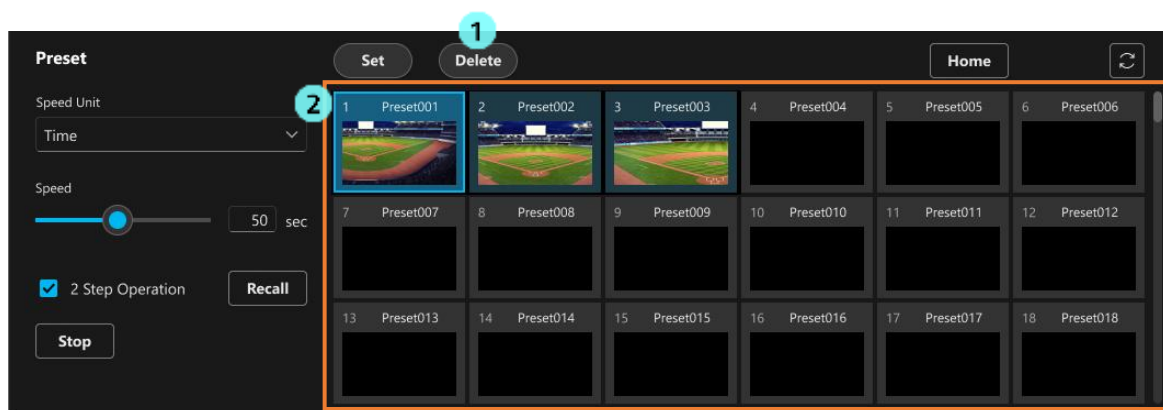 1
Preset
Set
Delete
Home
Speed Unit
2
1 Preset001
2 Preset002
3 Preset003
4 Preset004
5 Preset005
6 Preset006
Time
Speed
50 sec
7 Preset007
8 Preset008
9 Preset009
10 Preset010
11 Preset011
12 Preset012
2 Step Operation
Recall
13 Preset013
14 Preset014
15 Preset015
16 Preset016
17 Preset017
18 Preset018
Stop